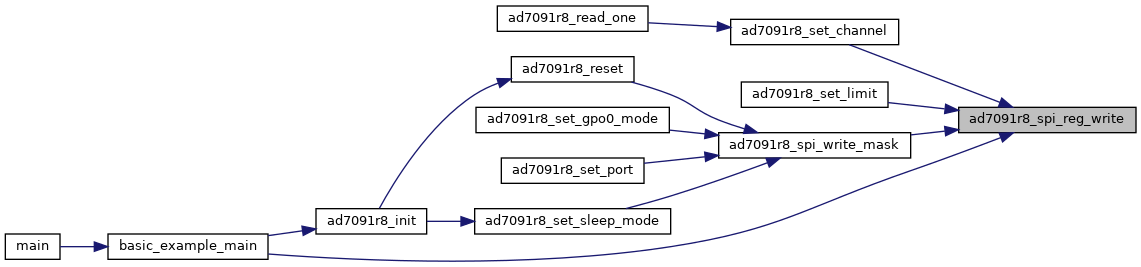 ad7091r8_read_one
ad7091r8_set_channel
ad7091r8_reset
ad7091r8_set_limit
ad7091r8_set_gpo0_mode
ad7091r8_spi_reg_write
ad7091r8_spi_write_mask
ad7091r8_set_port
ad7091r8_init
ad7091r8_set_sleep_mode
main
basic_example_main